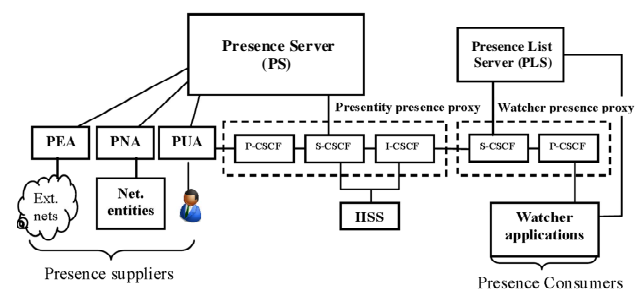 Presence Server
(PS)
Presence List
Server (PLS)
Presentity presence proxy
Watcher presence proxy
PEA
PNA
PUA
P-CSCF
S-CSCF
I-CSCF
S-CSCF
P-CSCF
Ext.
nets
Net.
entities
HSS
Watcher
applications
Presence suppliers
Presence Consumers